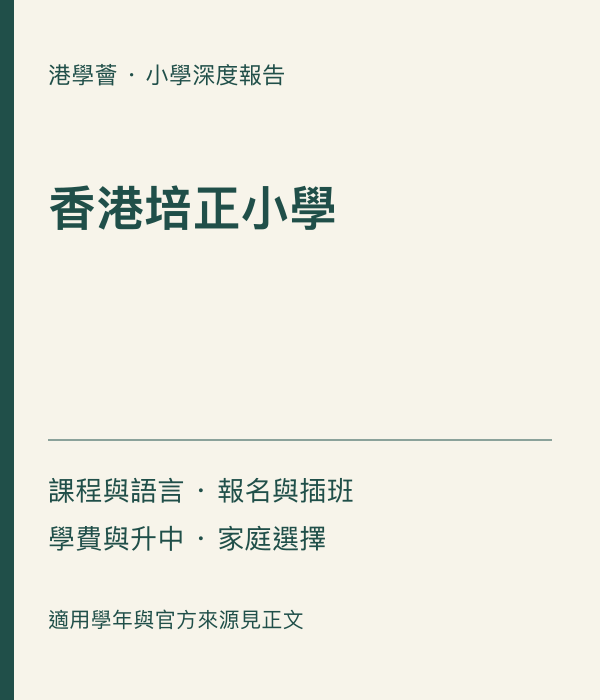 港學薈 · 小學深度報告
香港培正小學
課程與語言 · 報名與插班
學費與升中 · 家庭選擇
適用學年與官方來源見正文